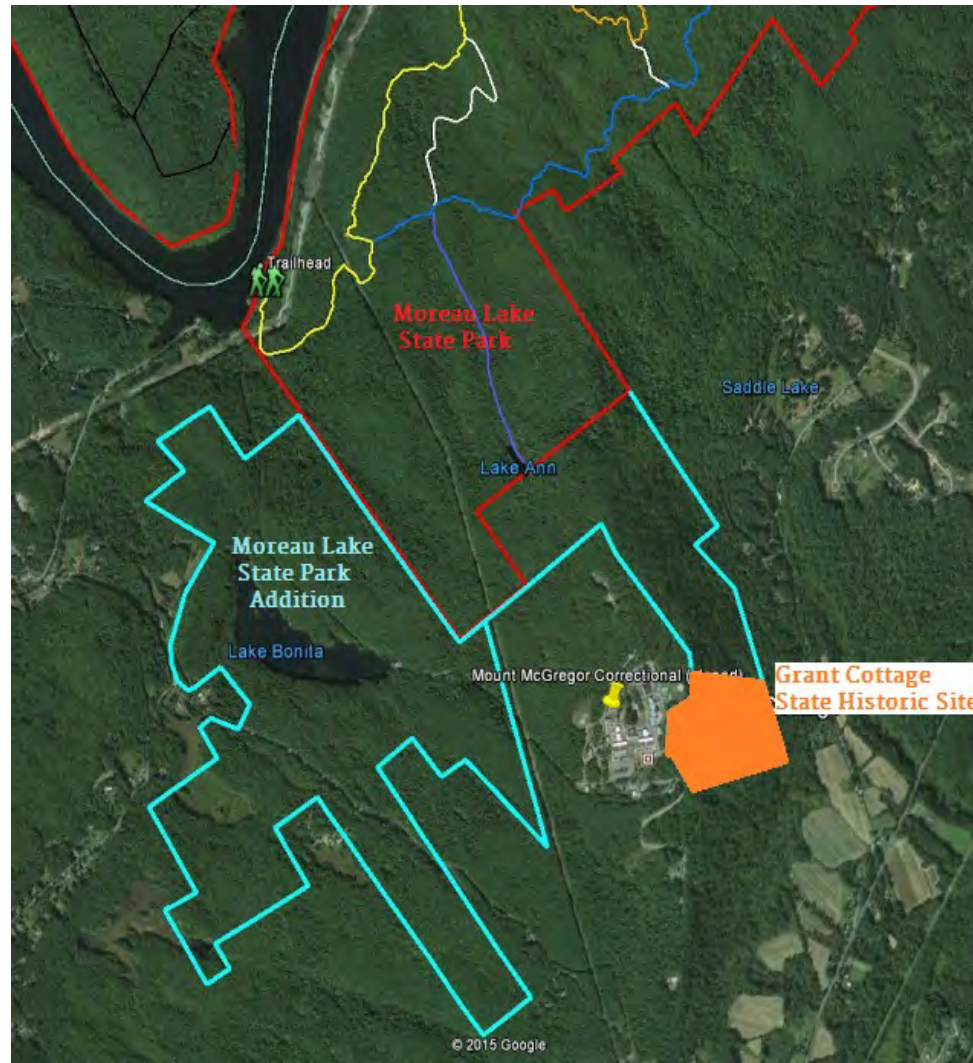 Trailhead
Moreau Lake
State Park
Saddle Lake
Lake Ann
Moreau Lake
State Park
Addition
Lake Bonita
Mount McGregor Correctional
Grant Cottage
State Historic Site
© 2015 Google